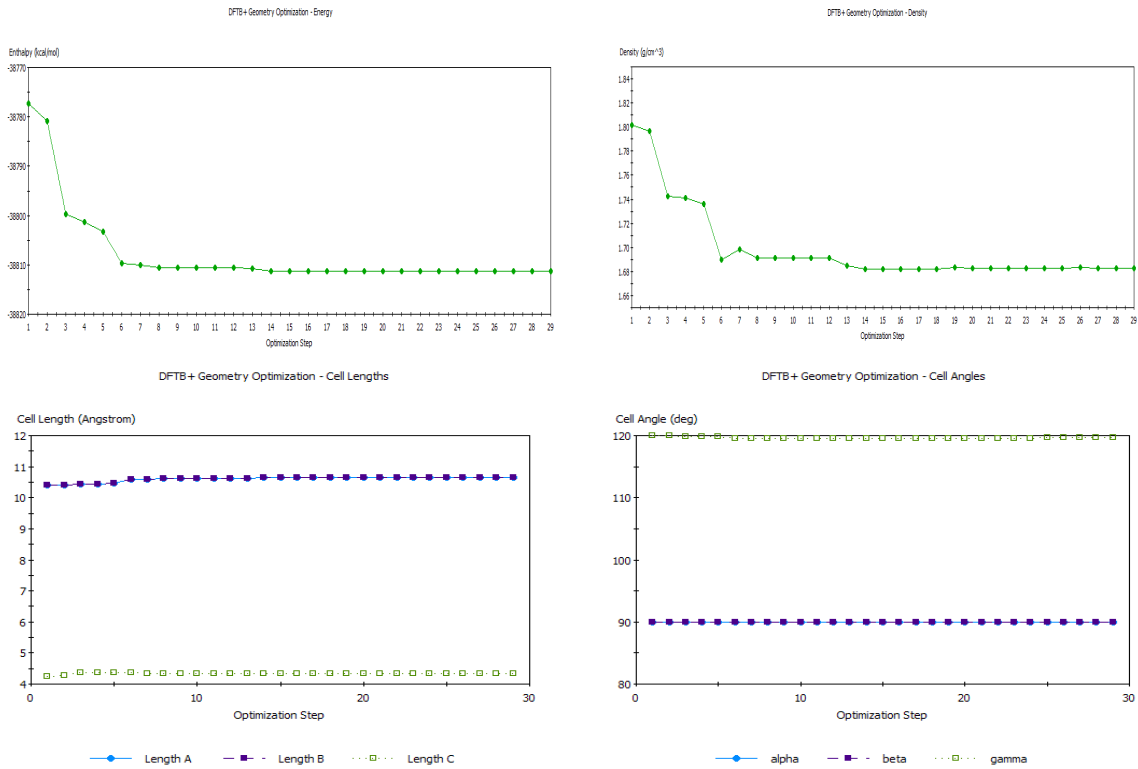 DFTB+ Geometry Optimization - Energy
Enthalpy (kcal/mol)
-38770
-38780
-38790
-38800
-38810
-38820
1 2 3 4 5 6 7 8 9 10 11 12 13 14 15 16 17 18 19 20 21 22 23 24 25 26 27 28 29
Optimization Step
DFTB+ Geometry Optimization - Density
Density (g/cm^3)
1.84
1.82
1.80
1.78
1.76
1.74
1.72
1.70
1.68
1.66
1 2 3 4 5 6 7 8 9 10 11 12 13 14 15 16 17 18 19 20 21 22 23 24 25 26 27 28 29
Optimization Step
DFTB+ Geometry Optimization - Cell Lengths
Cell Length (Angstrom)
12
11
10
9
8
7
6
5
4
0 10 20 30
Optimization Step
Length A Length B Length C
DFTB+ Geometry Optimization - Cell Angles
Cell Angle (deg)
120
110
100
90
80
0 10 20 30
Optimization Step
alpha beta gamma